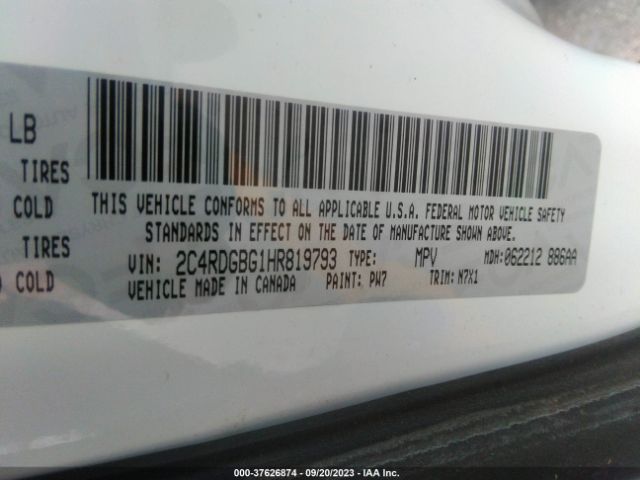 LB
TIRES
COLD
TIRES
COLD
THIS VEHICLE CONFORMS TO ALL APPLICABLE U.S.A. FEDERAL MOTOR VEHICLE SAFETY
STANDARDS IN EFFECT ON THE DATE OF MANUFACTURE SHOWN ABOVE.
VIN: 2C4RDGBG1HR819793 TYPE: MPV MDH:062212 886AA
VEHICLE MADE IN CANADA PAINT: PW7 TRIM: N7X1
000-37626874 - 09/20/2023 - IAA Inc.